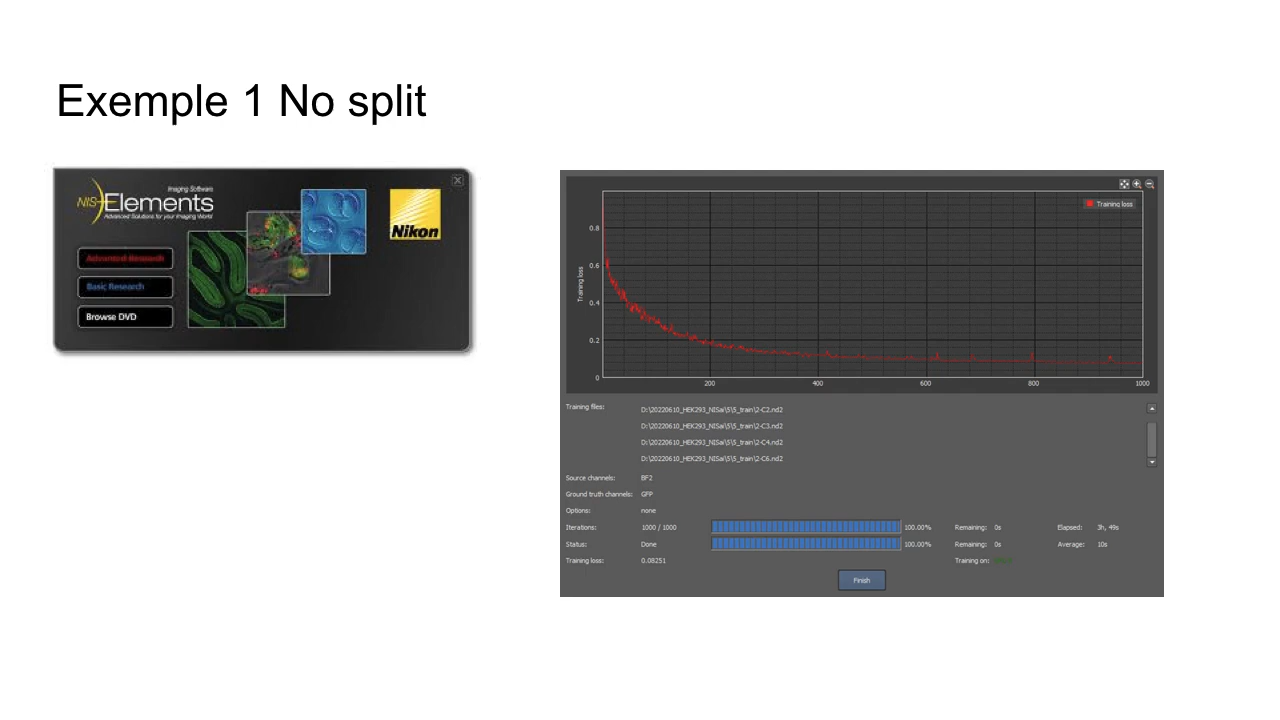 Exemple 1 No split
Imaging Software
NIS-Elements
Advanced Solutions for your Imaging World
Nikon
Advanced Research
Basic Research
Browse DVD
Training loss
Training loss
0.8
0.6
0.4
0.2
0
200 400 600 800 1000
Training files: D:\20220610_HEK293_NISai\5\5_train\2-C2.nd2
D:\20220610_HEK293_NISai\5\5_train\2-C3.nd2
D:\20220610_HEK293_NISai\5\5_train\2-C4.nd2
D:\20220610_HEK293_NISai\5\5_train\2-C6.nd2
Source channels: BF2
Ground truth channels: GFP
Options: none
Iterations: 1000 / 1000 100.00% Remaining: 0s Elapsed: 3h, 49s
Status: Done 100.00% Remaining: 0s Average: 10s
Training loss: 0.08251 Training on:
Finish